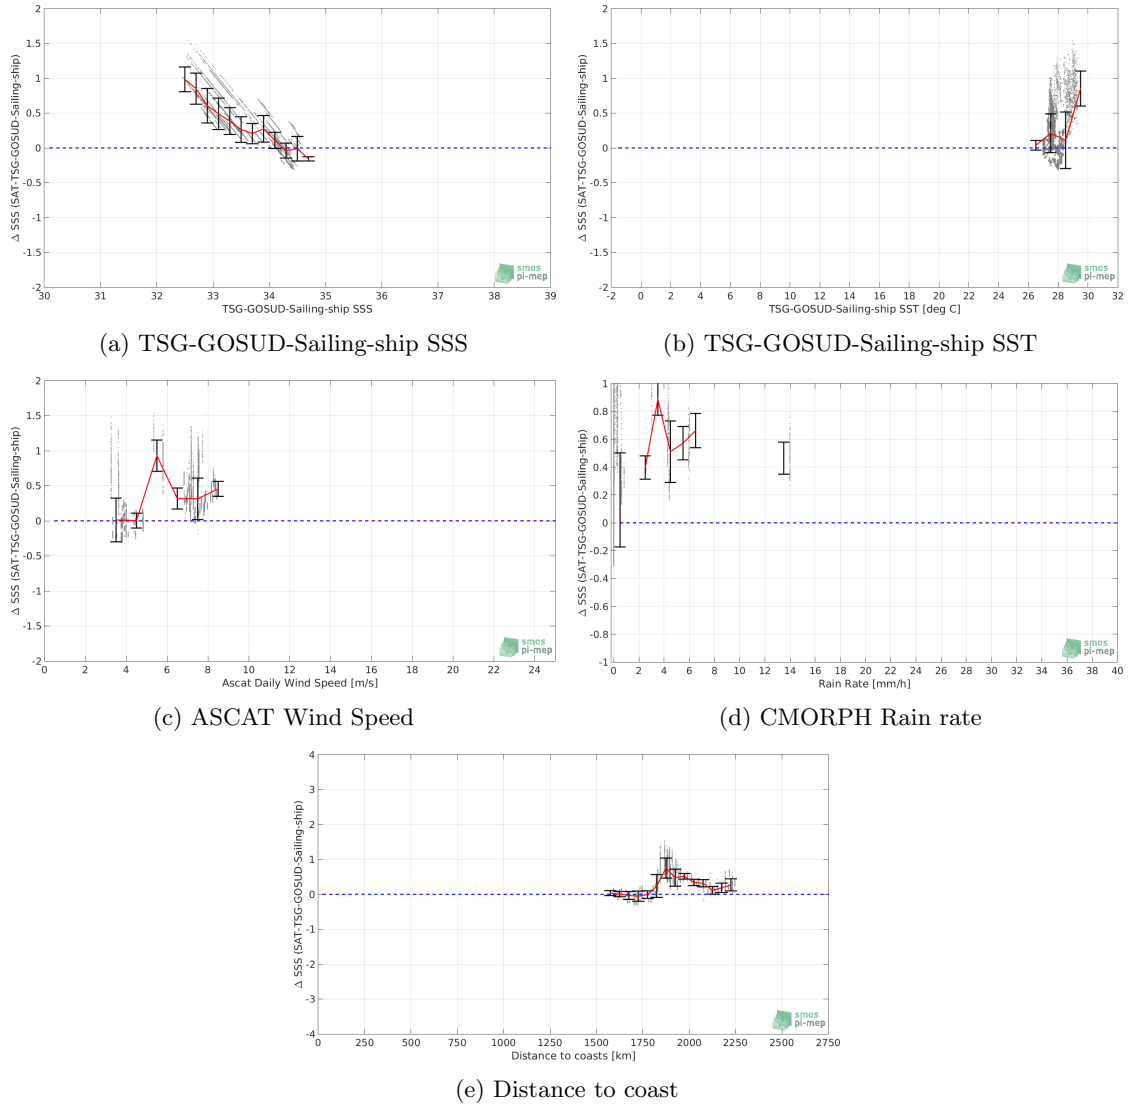 Δ SSS (SAT-TSG-GOSUD-Sailing-ship)
2
1.5
1
0.5
0
-0.5
-1
-1.5
-2
30 31 32 33 34 35 36 37 38 39
TSG-GOSUD-Sailing-ship SSS
smos
pi-mep
(a) TSG-GOSUD-Sailing-ship SSS
Δ SSS (SAT-TSG-GOSUD-Sailing-ship)
2
1.5
1
0.5
0
-0.5
-1
-1.5
-2
-2 0 2 4 6 8 10 12 14 16 18 20 22 24 26 28 30 32
TSG-GOSUD-Sailing-ship SST [deg C]
smos
pi-mep
(b) TSG-GOSUD-Sailing-ship SST
Δ SSS (SAT-TSG-GOSUD-Sailing-ship)
2
1.5
1
0.5
0
-0.5
-1
-1.5
-2
0 2 4 6 8 10 12 14 16 18 20 22 24
Ascat Daily Wind Speed [m/s]
smos
pi-mep
(c) ASCAT Wind Speed
Δ SSS (SAT-TSG-GOSUD-Sailing-ship)
1
0.8
0.6
0.4
0.2
0
-0.2
-0.4
-0.6
-0.8
-1
0 2 4 6 8 10 12 14 16 18 20 22 24 26 28 30 32 34 36 38 40
Rain Rate [mm/h]
smos
pi-mep
(d) CMORPH Rain rate
Δ SSS (SAT-TSG-GOSUD-Sailing-ship)
4
3
2
1
0
-1
-2
-3
-4
0 250 500 750 1000 1250 1500 1750 2000 2250 2500 2750
Distance to coasts [km]
smos
pi-mep
(e) Distance to coast